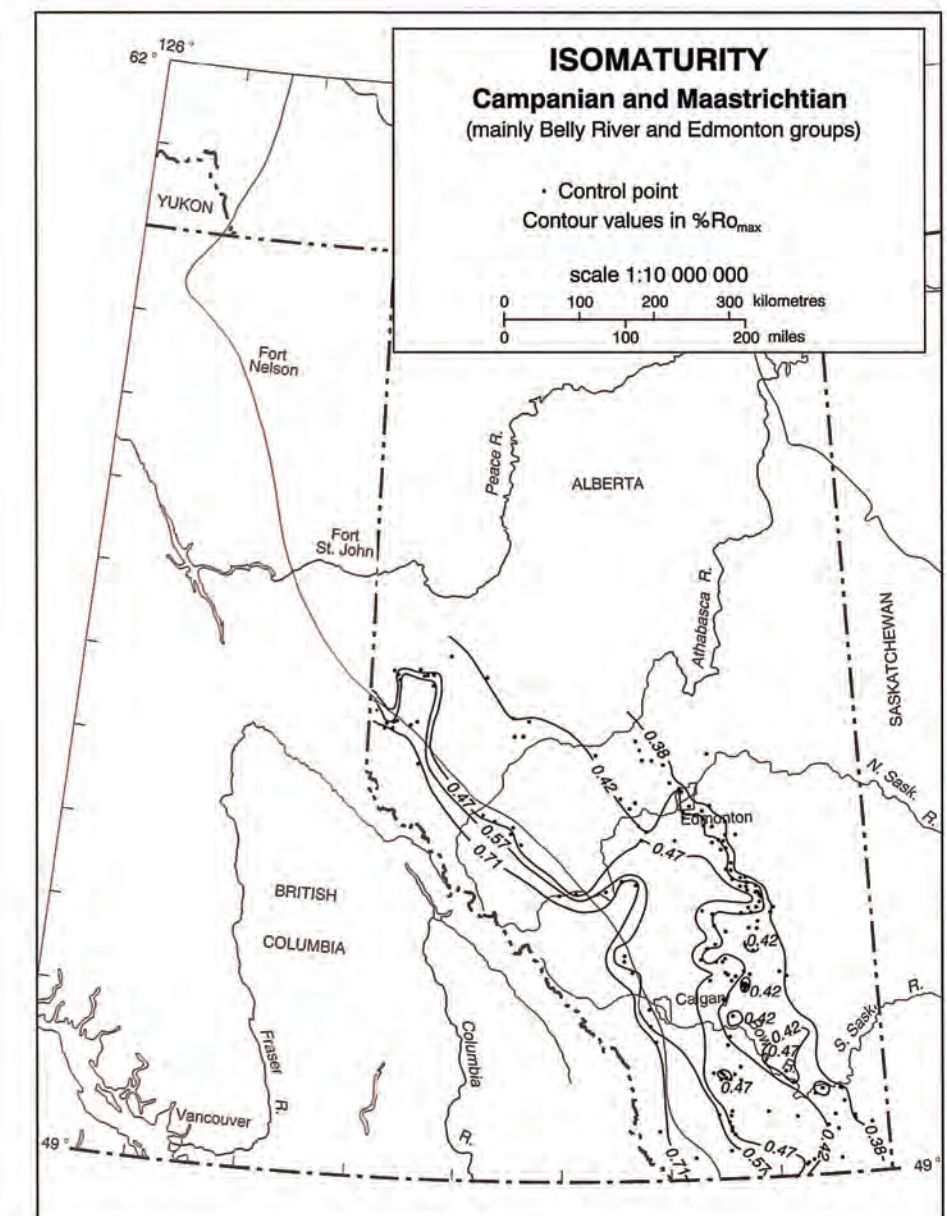 126°
62°
ISOMATURITY
Campanian and Maastrichtian
(mainly Belly River and Edmonton groups)
· Control point
Contour values in %Romax
scale 1:10 000 000
0 100 200 300 kilometres
0 100 200 miles
YUKON
Fort
Nelson
Peace R.
ALBERTA
Fort
St. John
Athabasca R.
SASKATCHEWAN
0.38
0.42
N. Sask. R.
0.47
Edmonton
0.57
0.47
0.71
BRITISH
COLUMBIA
0.42
Calgary
0.42
R.
S. Sask.
0.42
Bow
0.42
0.47
R.
Fraser
R.
Columbia
R.
0.47
Vancouver
49°
0.71
0.57
0.47
0.42
0.38
49°